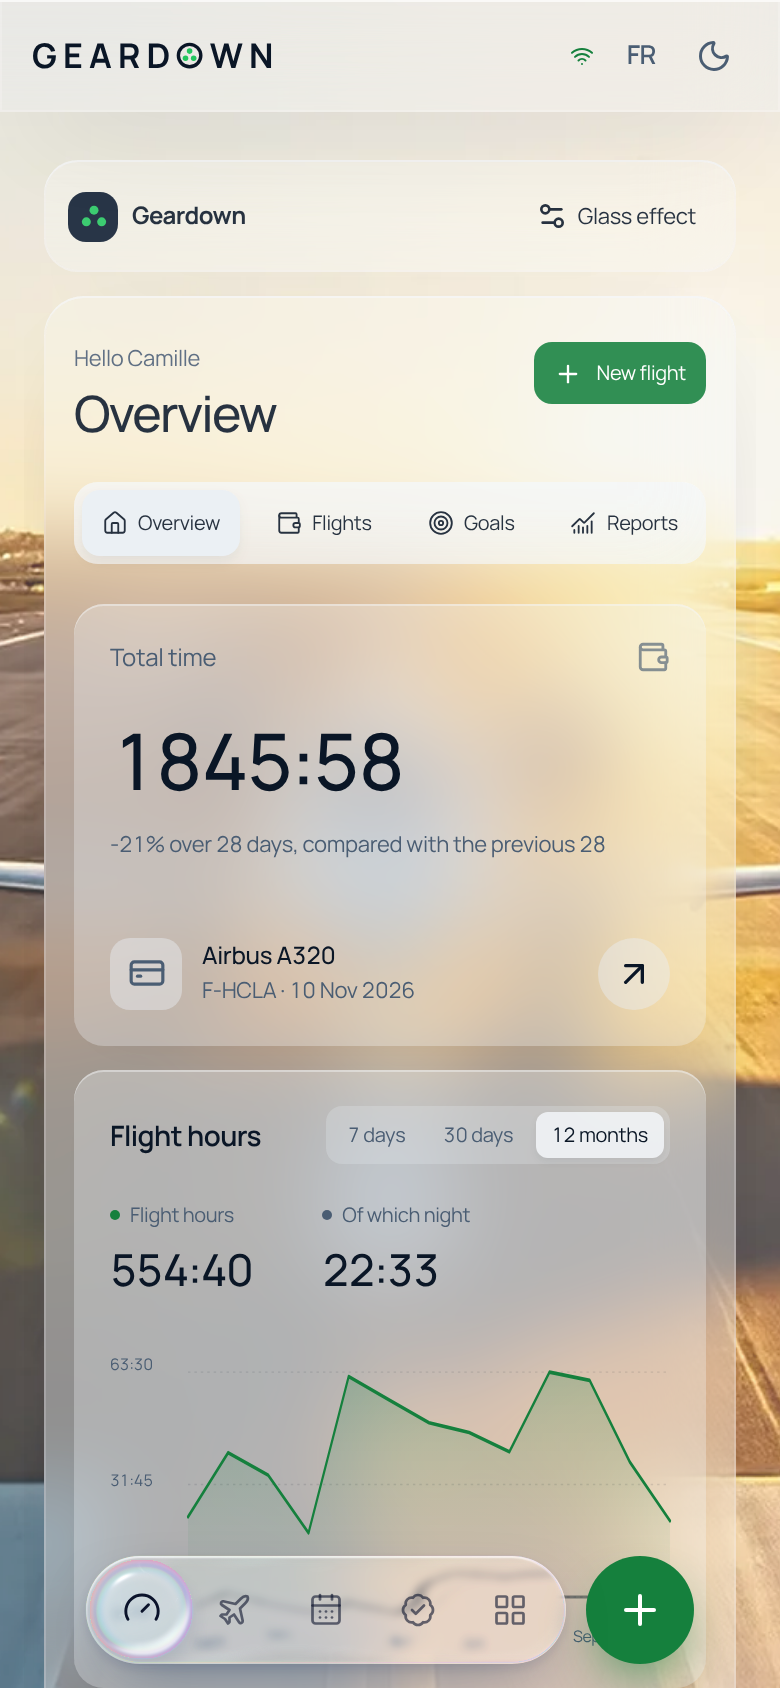 GEARDOWN
FR
Geardown
Glass effect
Hello Camille
Overview
New flight
Overview
Flights
Goals
Reports
Total time
1845:58
-21% over 28 days, compared with the previous 28
Airbus A320
F-HCLA · 10 Nov 2026
Flight hours
7 days
30 days
12 months
Flight hours
Of which night
554:40
22:33
63:30
31:45